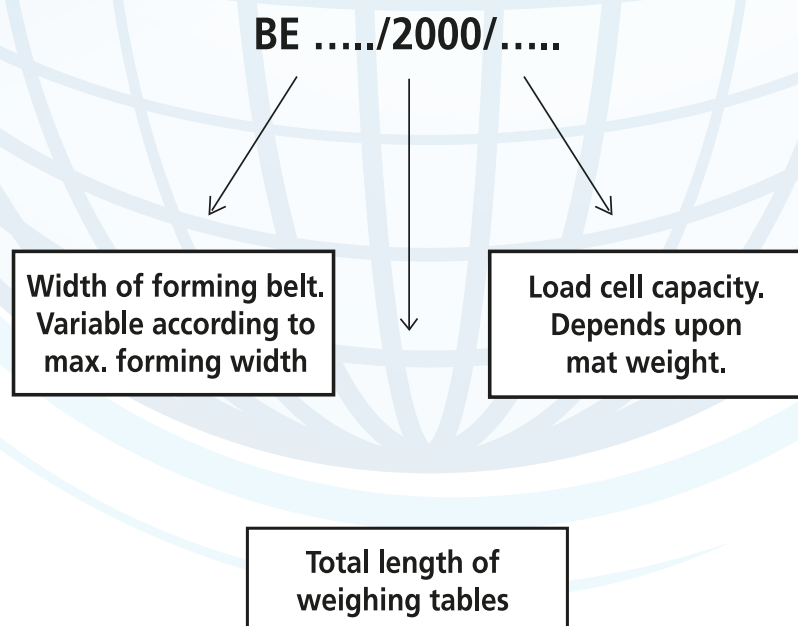 BE ...../2000/.....
Width of forming belt.
Variable according to
max. forming width
Load cell capacity.
Depends upon
mat weight.
Total length of
weighing tables